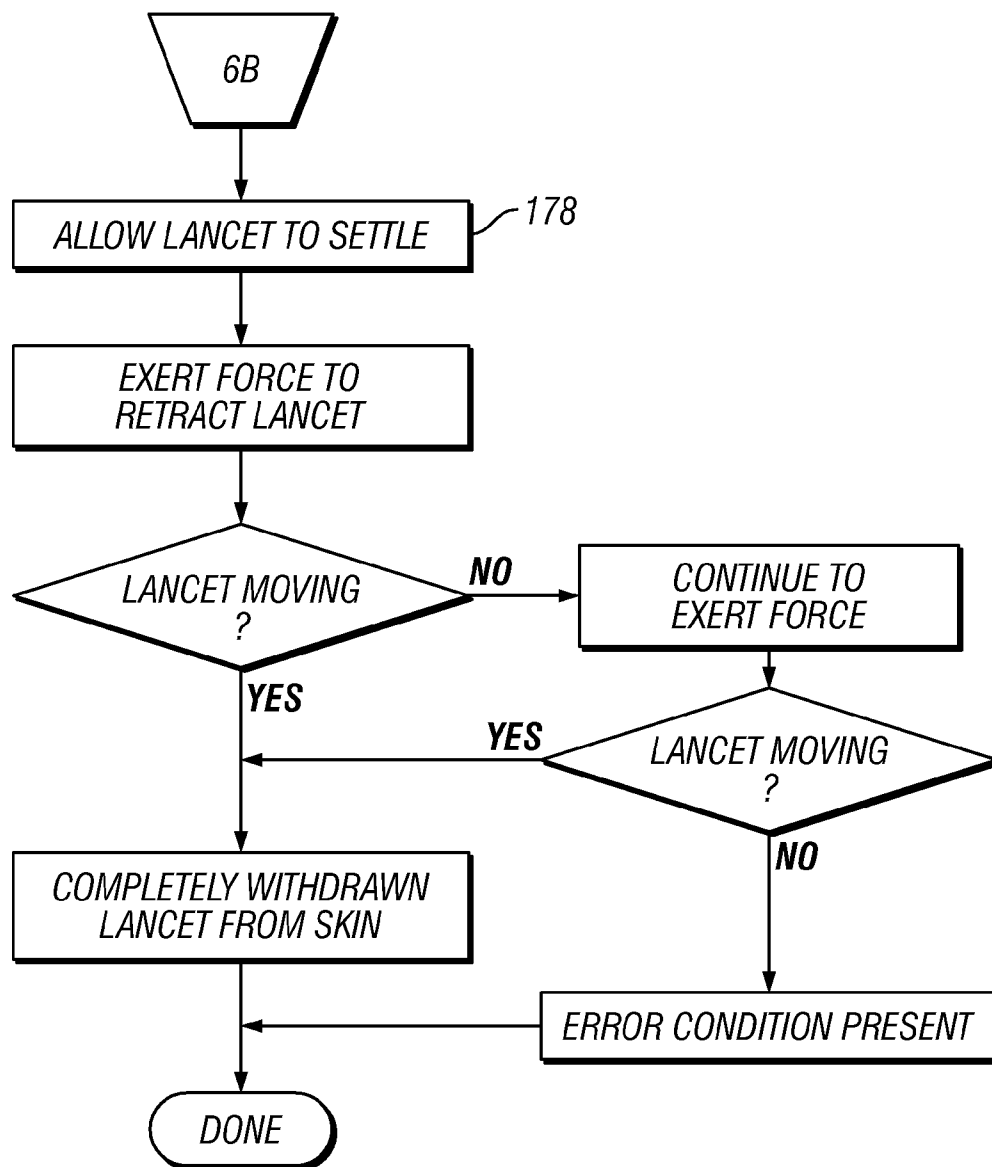 6B
ALLOW LANCET TO SETTLE
178
EXERT FORCE TO
RETRACT LANCET
LANCET MOVING
?
NO
CONTINUE TO
EXERT FORCE
YES
YES
LANCET MOVING
?
NO
COMPLETELY WITHDRAWN
LANCET FROM SKIN
ERROR CONDITION PRESENT
DONE